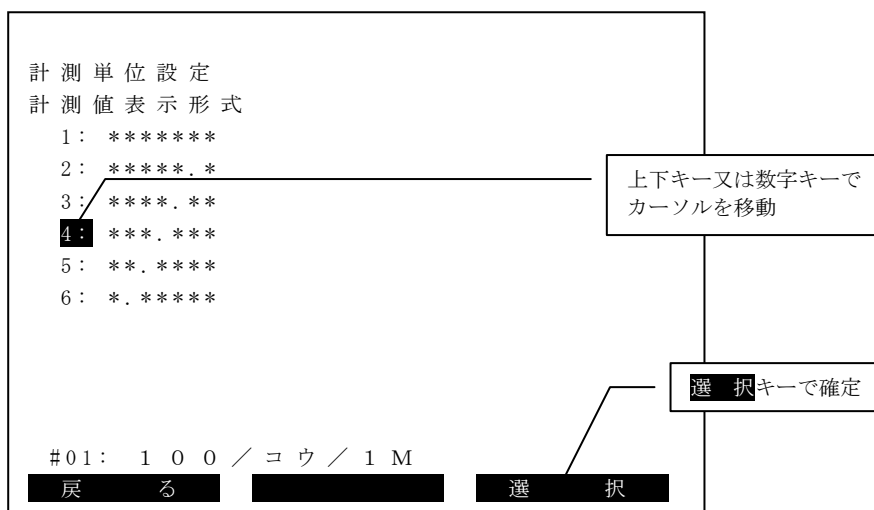 計測単位設定
計測値表示形式
1: *******
2: *****.*
3: ****.**
4: ***.***
5: **.****
6: *.*****
上下キー又は数字キーで
カーソルを移動
選 択キーで確定
#01: 100/コウ/1M
戻 る
選 択